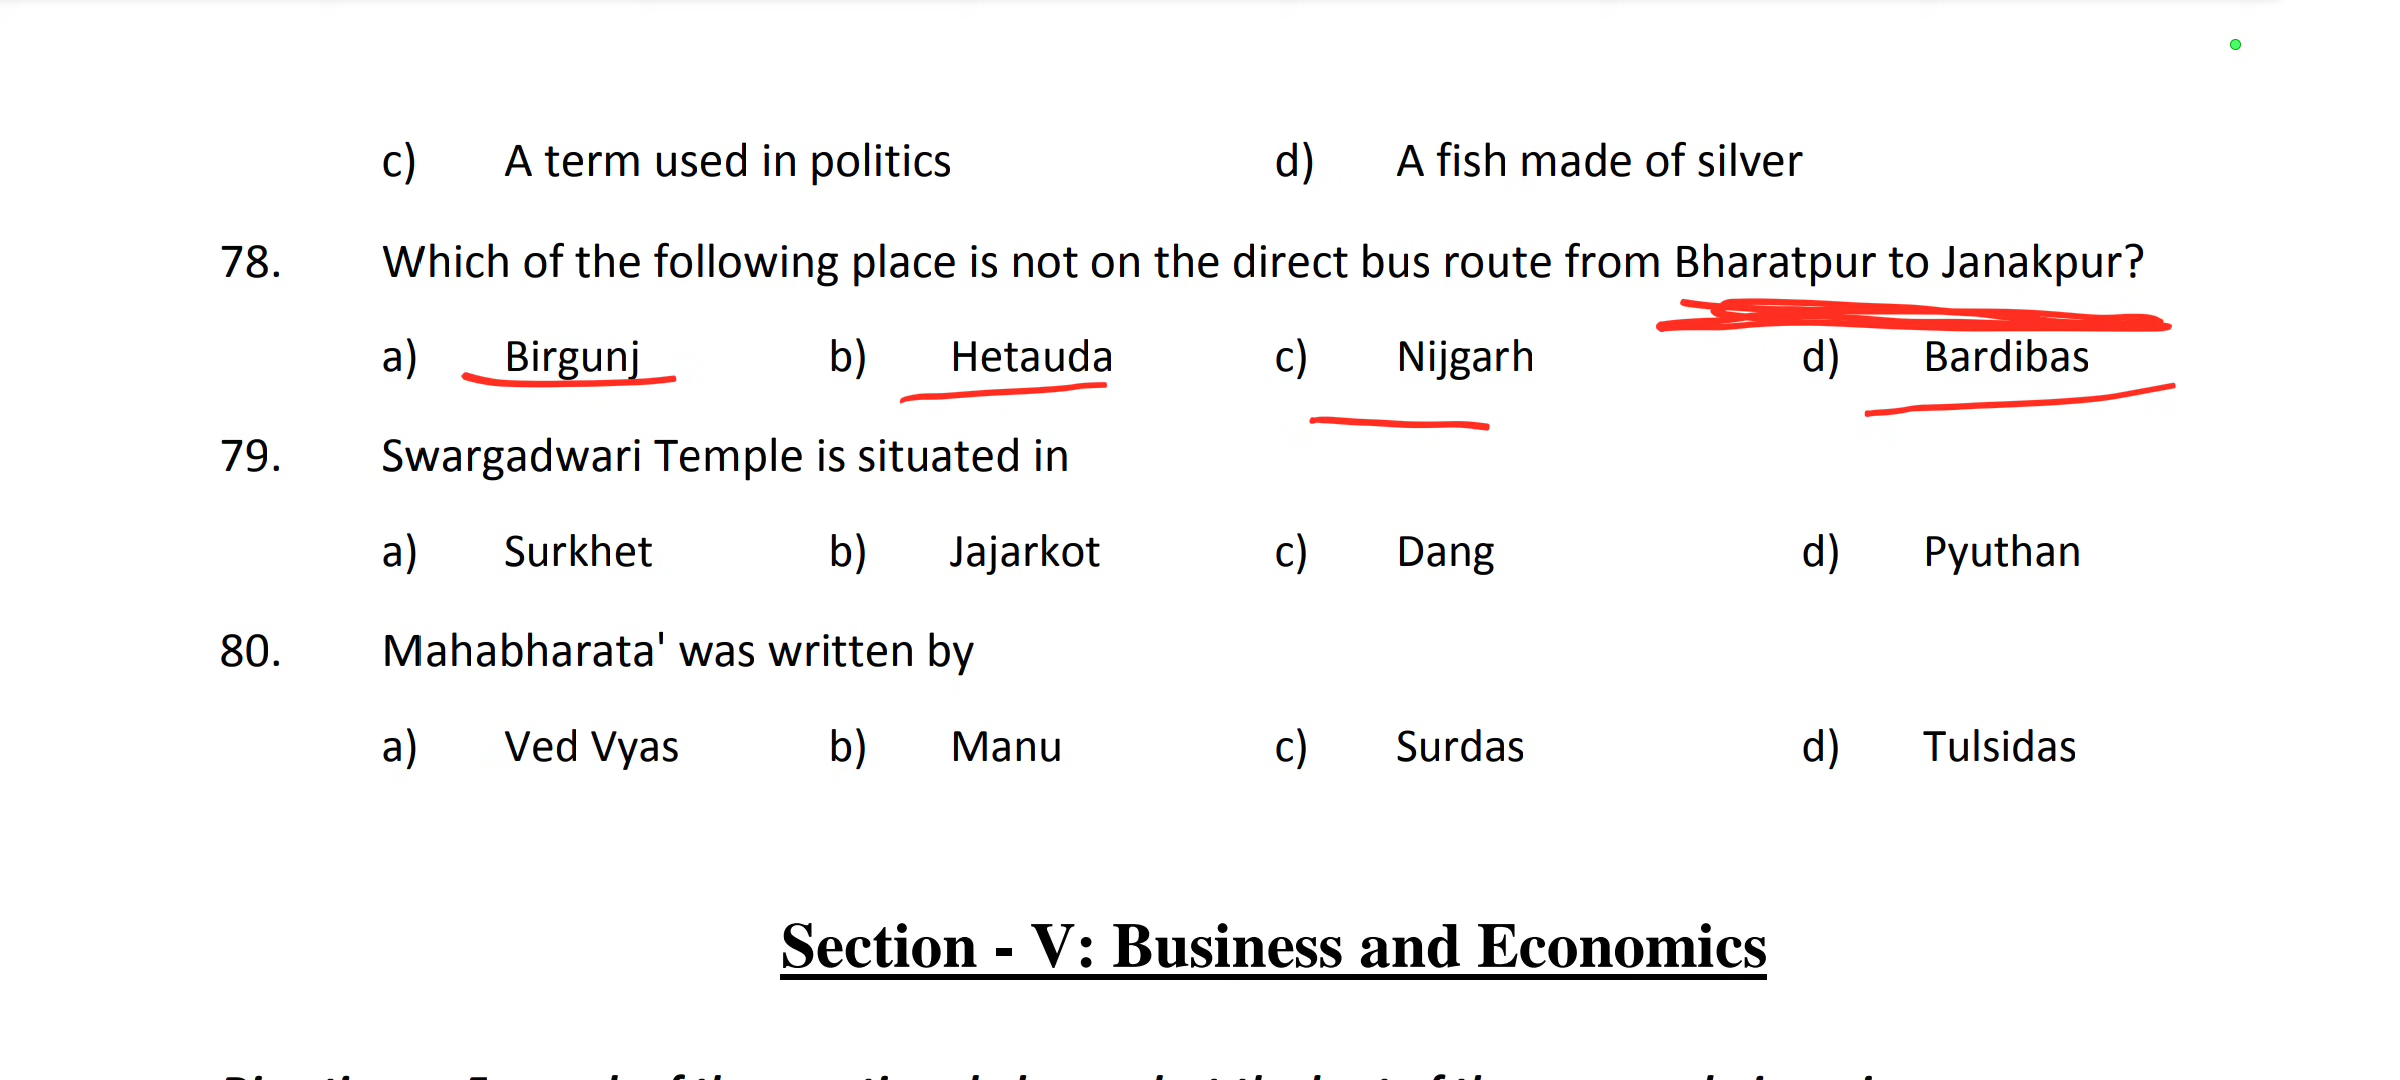 c) A term used in politics d) A fish made of silver
78. Which of the following place is not on the direct bus route from Bharatpur to Janakpur?
a) Birgunj b) Hetauda c) Nijgarh d) Bardibas
79. Swargadwari Temple is situated in
a) Surkhet b) Jajarkot c) Dang d) Pyuthan
80. Mahabharata' was written by
a) Ved Vyas b) Manu c) Surdas d) Tulsidas
Section - V: Business and Economics